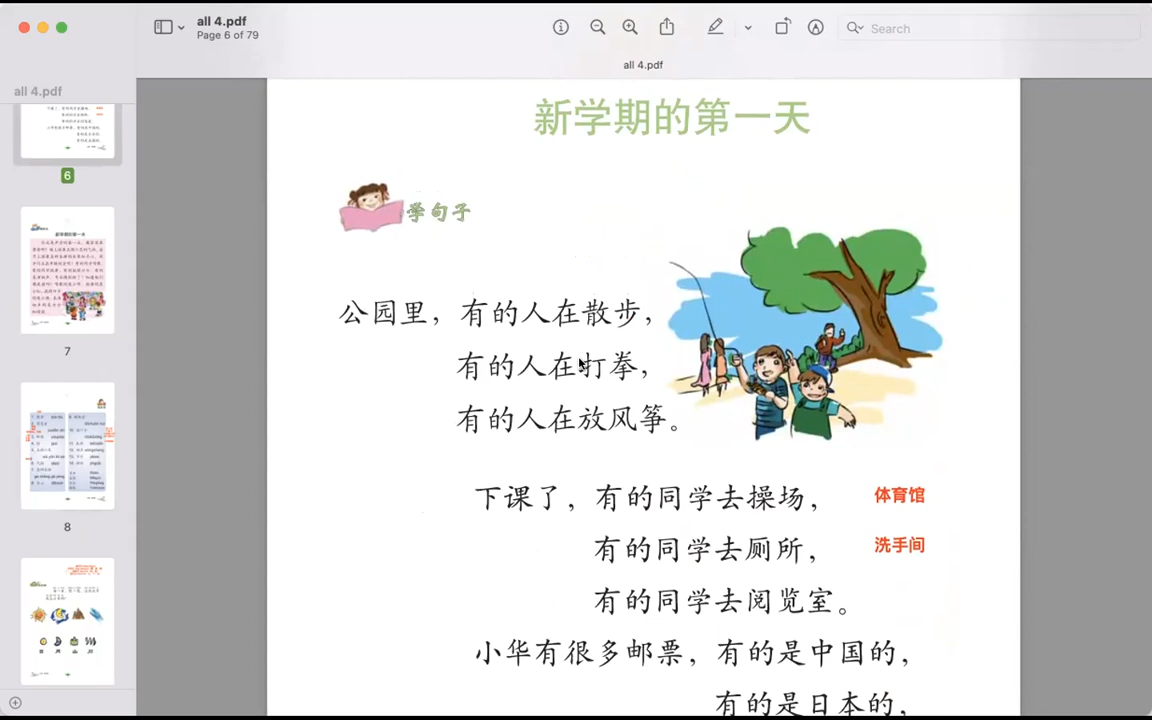 all 4.pdf
Page 6 of 79
Search
all 4.pdf
all 4.pdf
6
7
8
新学期的第一天
学句子
公园里，有的人在散步，
有的人在打拳，
有的人在放风筝。
下课了，有的同学去操场，
体育馆
有的同学去厕所，
洗手间
有的同学去阅览室。
小华有很多邮票，有的是中国的，
有的是日本的，